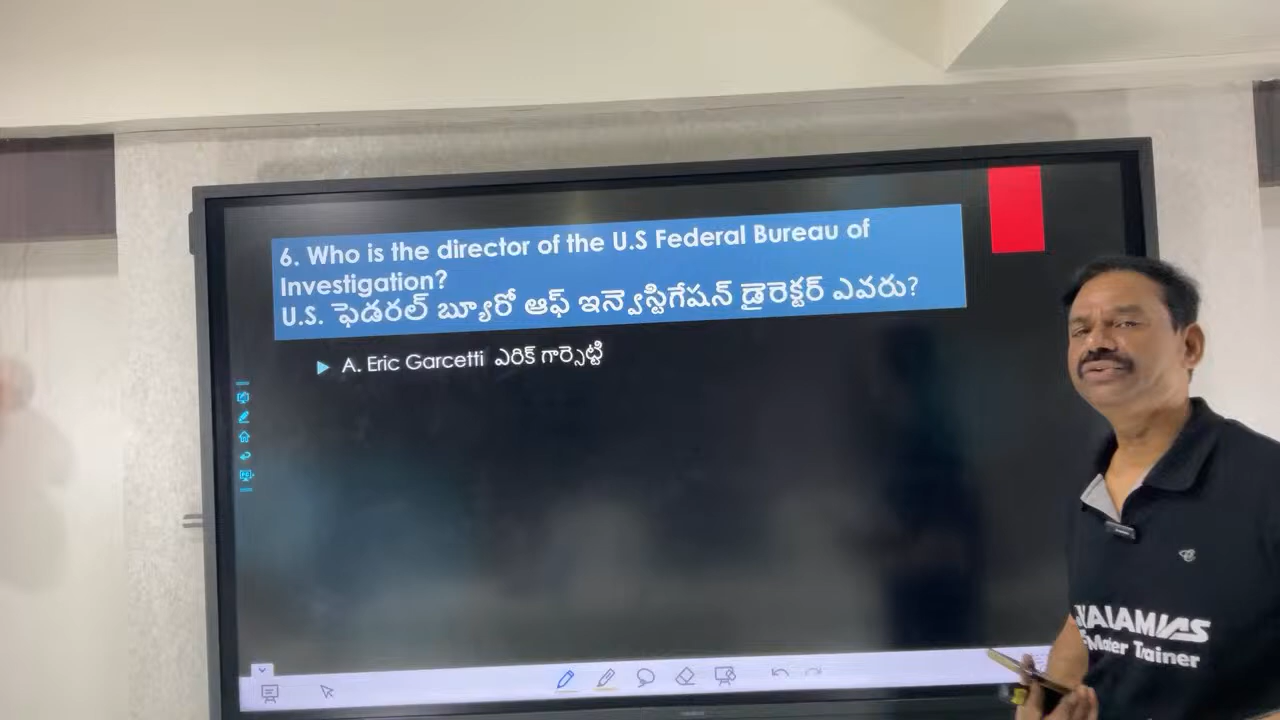 6. Who is the director of the U.S Federal Bureau of
Investigation?
U.S. ఫెడరల్ బ్యూరో ఆఫ్ ఇన్వెస్టిగేషన్ డైరెక్టర్ ఎవరు?
A. Eric Garcetti ఎరిక్ గార్సెట్టి
Trainer